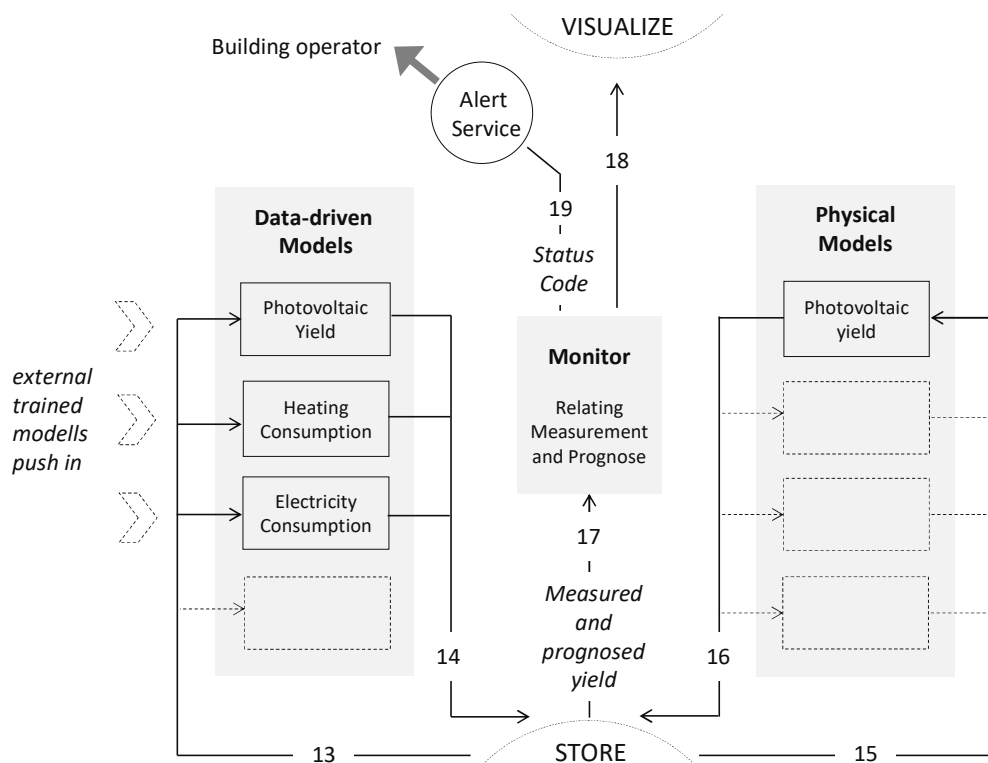 VISUALIZE
Building operator
Alert
Service
18
19
Status
Code
Data-driven
Models
Photovoltaic
Yield
Heating
Consumption
Electricity
Consumption
external
trained
modells
push in
Monitor
Relating
Measurement
and Prognose
Physical
Models
Photovoltaic
yield
17
Measured
and
prognosed
yield
14
16
13
STORE
15